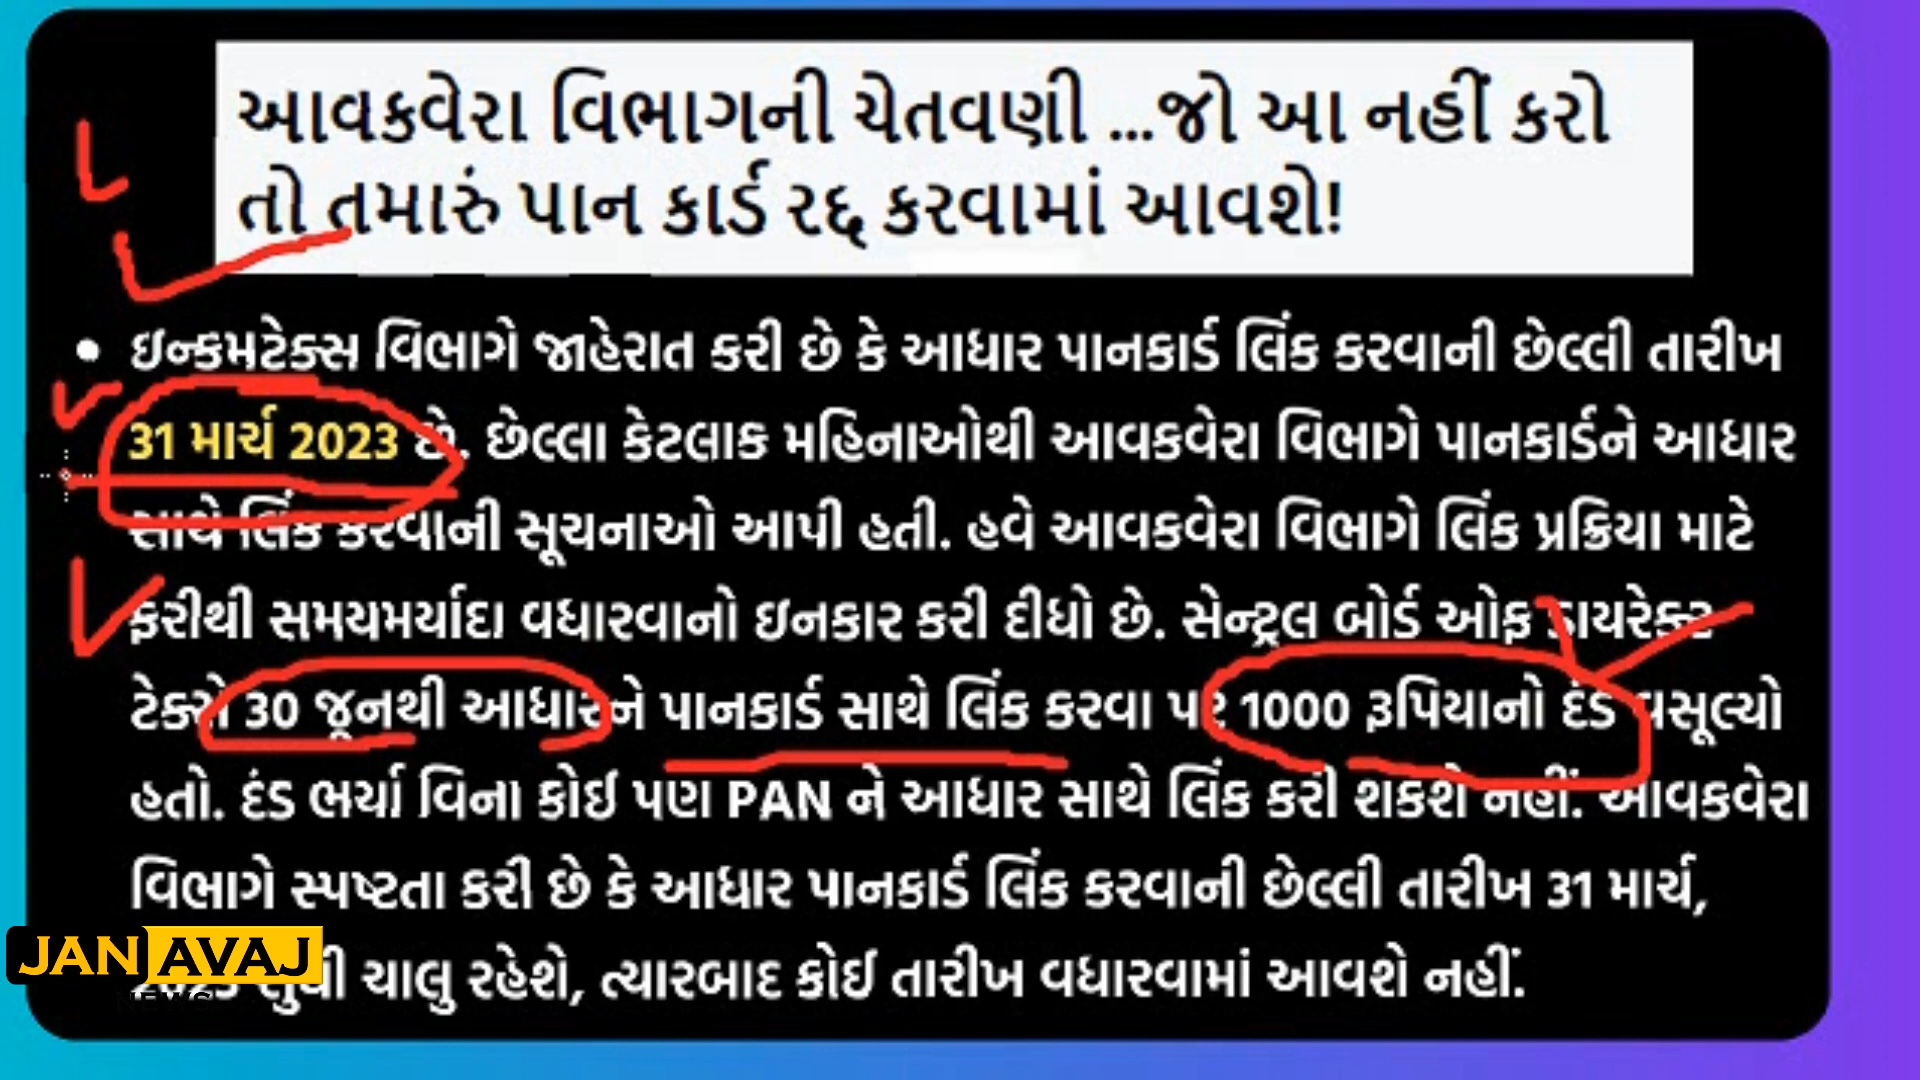 આવકવેરા વિભાગની ચેતવણી ...જો આ નહીં કરો
તો તમારું પાન કાર્ડ રદ્દ કરવામાં આવશે!
• ઇન્કમટેક્સ વિભાગે જાહેરાત કરી છે કે આધાર પાનકાર્ડ લિંક કરવાની છેલ્લી તારીખ
31 માર્ચ 2023 છે. છેલ્લા કેટલાક મહિનાઓથી આવકવેરા વિભાગે પાનકાર્ડને આધાર
સાથે લિંક કરવાની સૂચનાઓ આપી હતી. હવે આવકવેરા વિભાગે લિંક પ્રક્રિયા માટે
ફરીથી સમયમર્યાદા વધારવાનો ઇનકાર કરી દીધો છે. સેન્ટ્રલ બોર્ડ ઓફ ડાયરેક્ટ
ટેક્સે 30 જૂનથી આધારને પાનકાર્ડ સાથે લિંક કરવા પર 1000 રૂપિયાનો દંડ વસૂલ્યો
હતો. દંડ ભર્યા વિના કોઈ પણ PAN ને આધાર સાથે લિંક કરી શકશે નહીં. આવકવેરા
વિભાગે સ્પષ્ટતા કરી છે કે આધાર પાનકાર્ડ લિંક કરવાની છેલ્લી તારીખ 31 માર્ચ,
2023 સુધી ચાલુ રહેશે, ત્યારબાદ કોઈ તારીખ વધારવામાં આવશે નહીં.
JAN AVAJ
NEWS